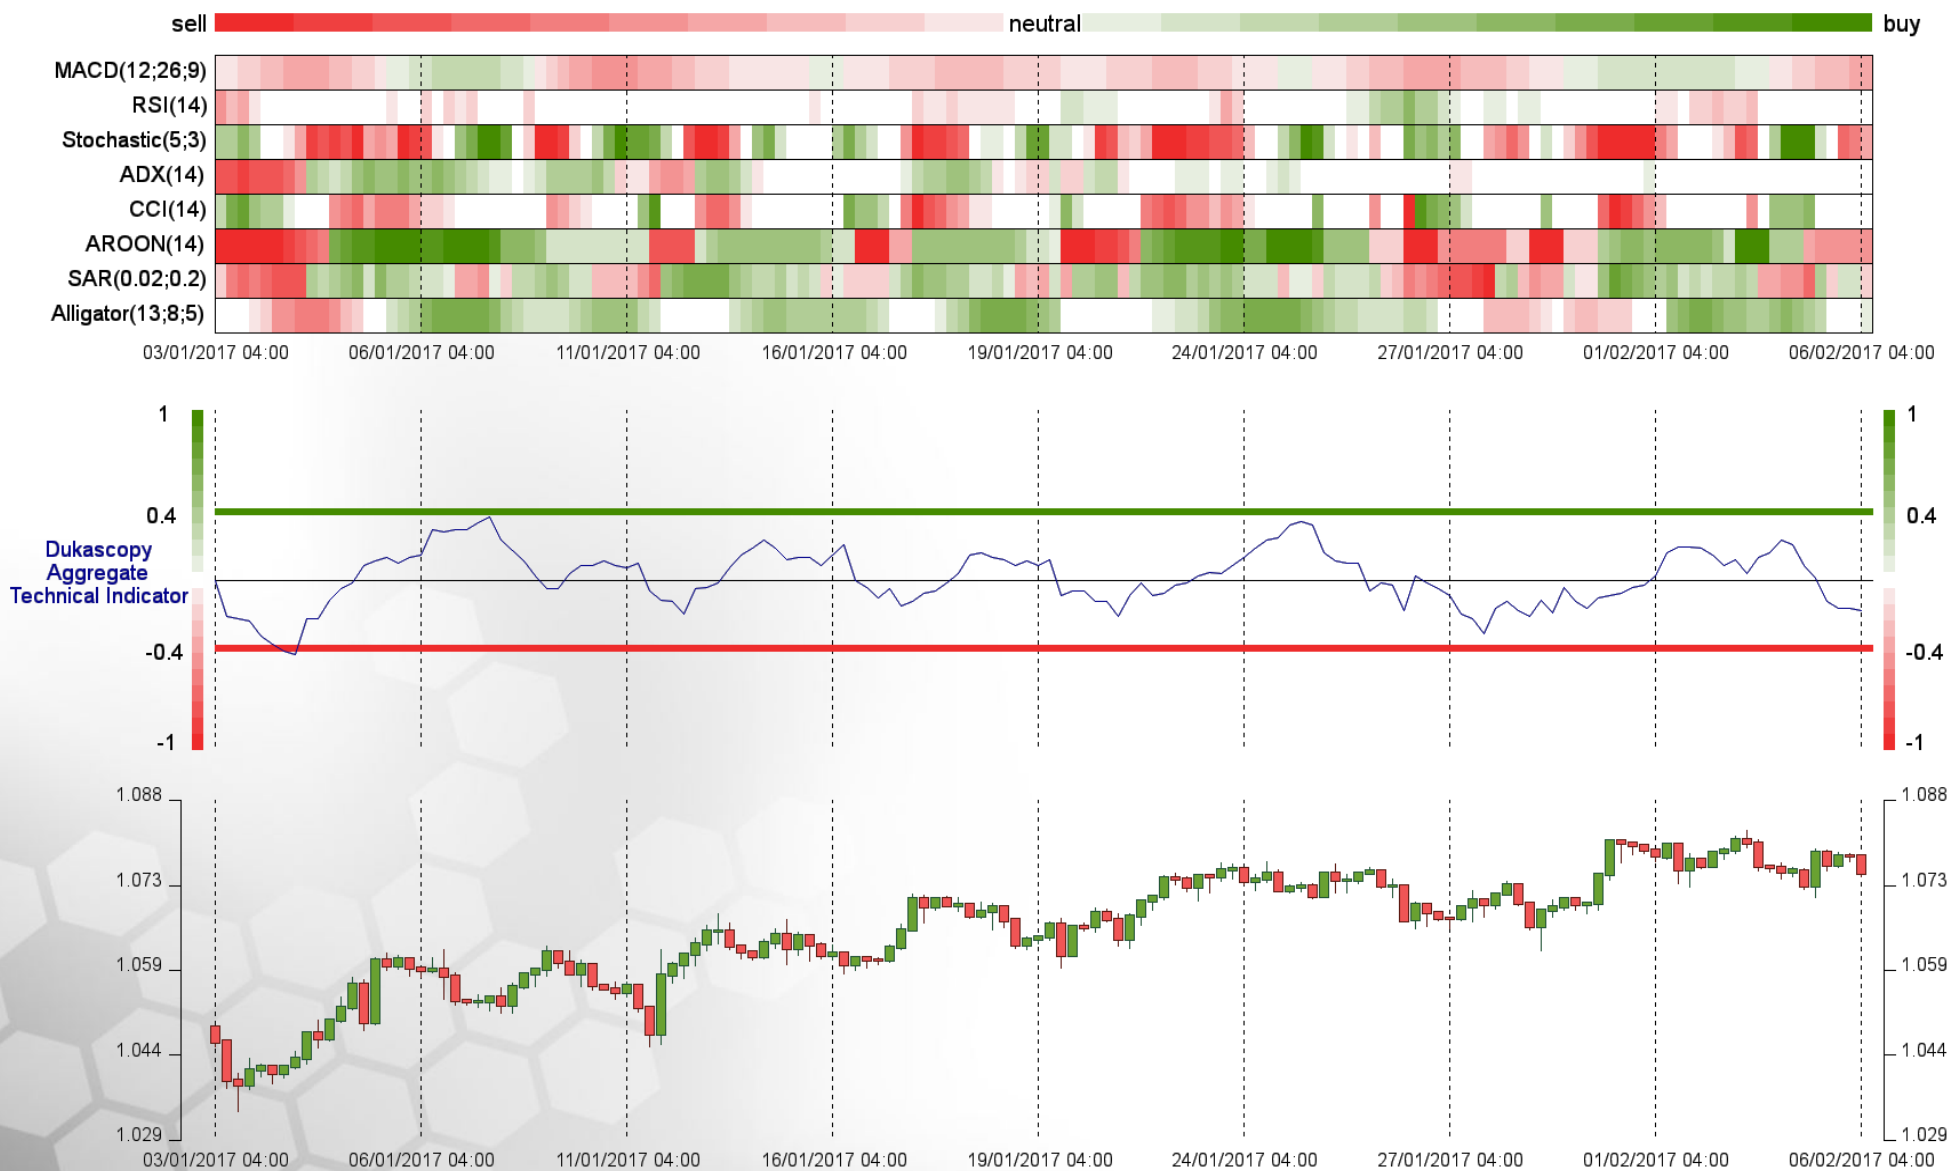 sell neutral buy
MACD(12;26;9)
RSI(14)
Stochastic(5;3)
ADX(14)
CCI(14)
AROON(14)
SAR(0.02;0.2)
Alligator(13;8;5)
03/01/2017 04:00 06/01/2017 04:00 11/01/2017 04:00 16/01/2017 04:00 19/01/2017 04:00 24/01/2017 04:00 27/01/2017 04:00 01/02/2017 04:00 06/02/2017 04:00
1 1
0.4 0.4
Dukascopy
Aggregate
Technical Indicator
-0.4 -0.4
-1 -1
1.088 1.088
1.073 1.073
1.059 1.059
1.044 1.044
1.029 1.029
03/01/2017 04:00 06/01/2017 04:00 11/01/2017 04:00 16/01/2017 04:00 19/01/2017 04:00 24/01/2017 04:00 27/01/2017 04:00 01/02/2017 04:00 06/02/2017 04:00